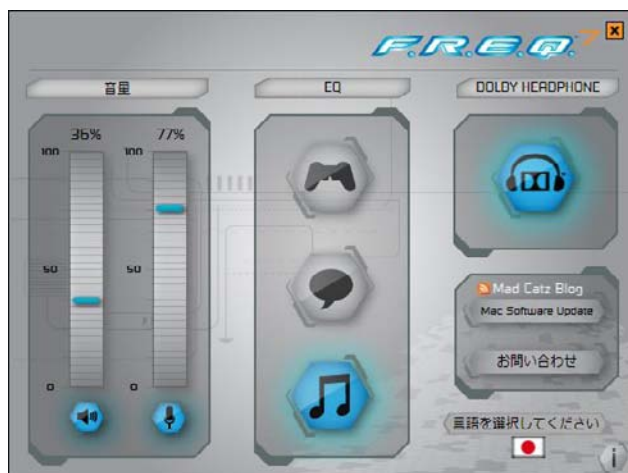 F.R.E.Q.7
音量
EQ
DOLBY HEADPHONE
36%
77%
100
100
50
50
0
0
Mad Catz Blog
Mac Software Update
お問い合わせ
言語を選択してください
i